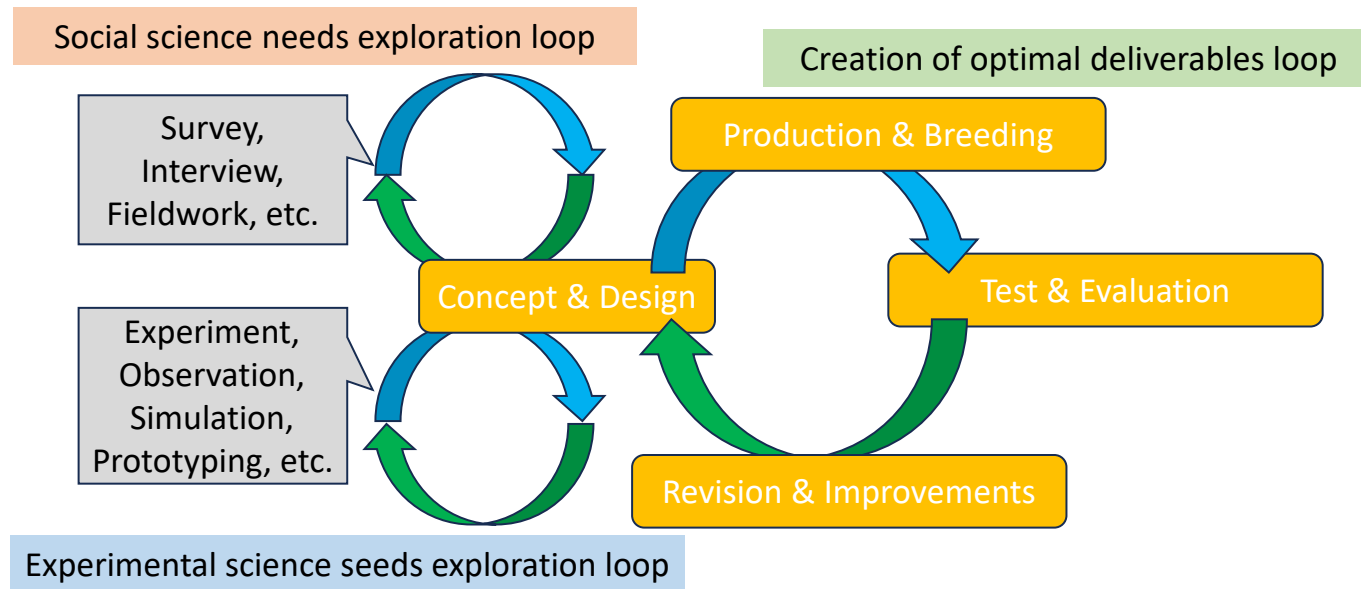 Social science needs exploration loop
Creation of optimal deliverables loop
Survey,
Interview,
Fieldwork, etc.
Production & Breeding
Concept & Design
Test & Evaluation
Experiment,
Observation,
Simulation,
Prototyping, etc.
Revision & Improvements
Experimental science seeds exploration loop